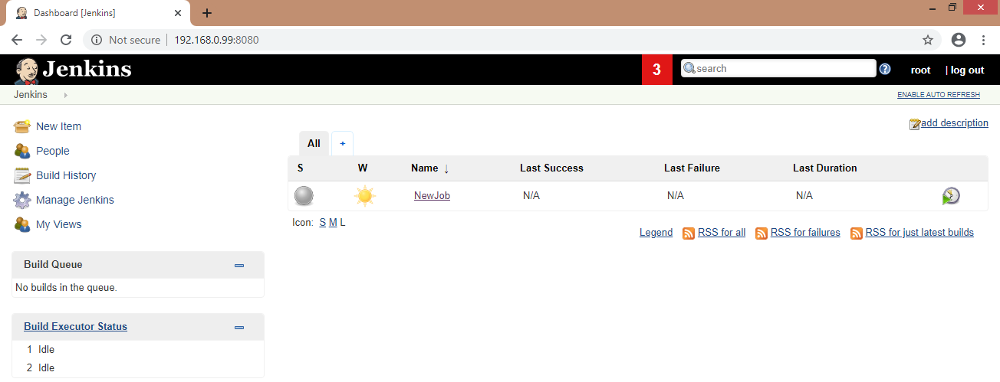 Dashboard [Jenkins]
Not secure | 192.168.0.99:8080
Jenkins
3
search
root
| log out
Jenkins
ENABLE AUTO REFRESH
New Item
People
Build History
Manage Jenkins
My Views
add description
All
+
S W Name ↓ Last Success Last Failure Last Duration
NewJob N/A N/A N/A
Icon: S M L
Legend RSS for all RSS for failures RSS for just latest builds
Build Queue
No builds in the queue.
Build Executor Status
1 Idle
2 Idle